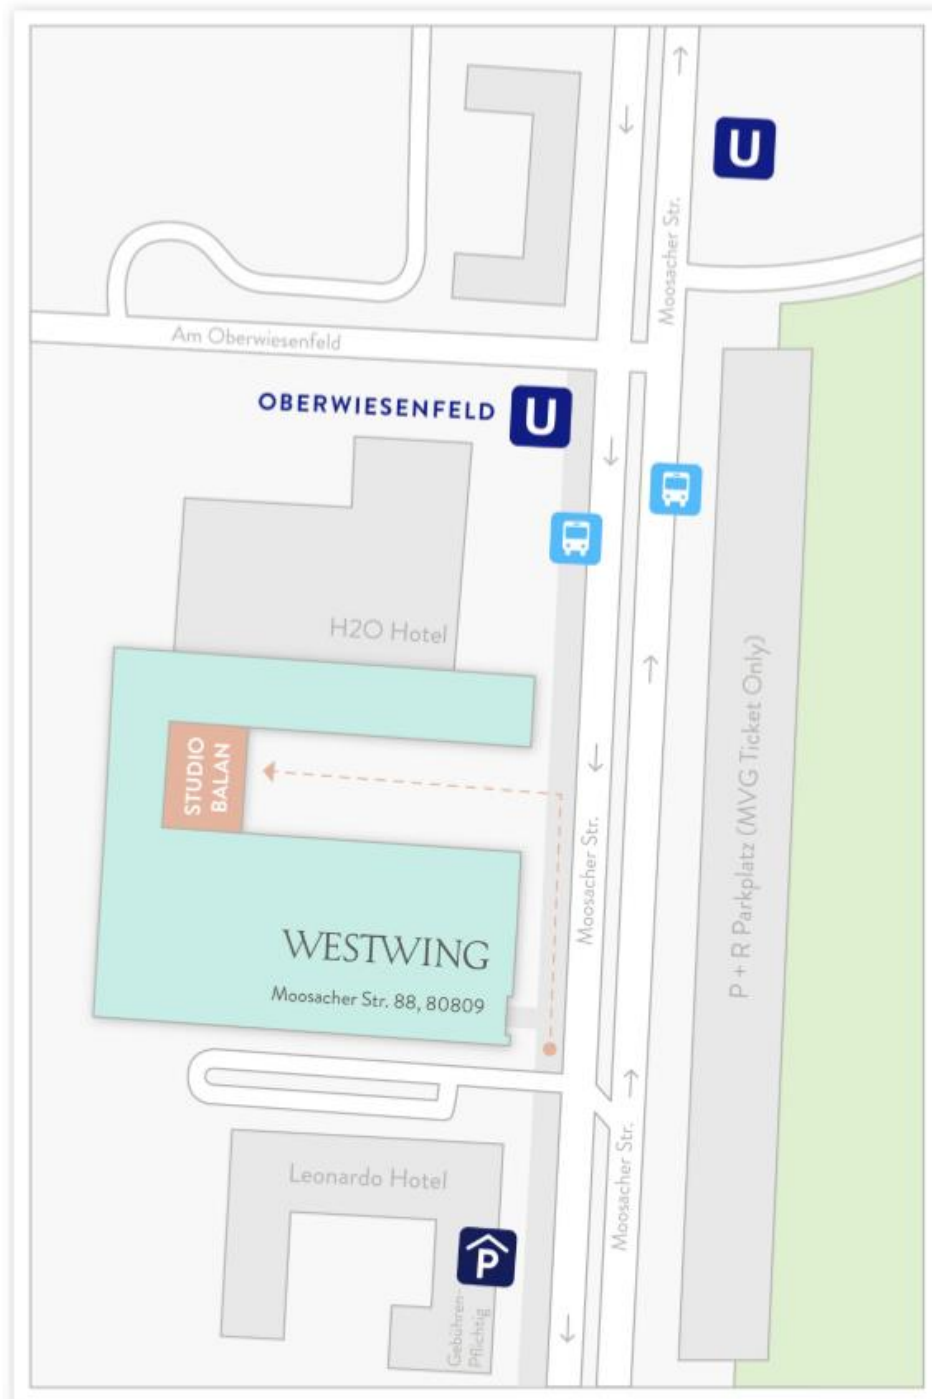 U
Moosacher Str.
Am Oberwiesenfeld
OBERWIESENFELD
U
H2O Hotel
STUDIO
BALAN
P + R Parkplatz (MVG Ticket Only)
Moosacher Str.
WESTWING
Moosacher Str. 88, 80809
Moosacher Str.
Leonardo Hotel
P
Gebühren-
Pflichtig